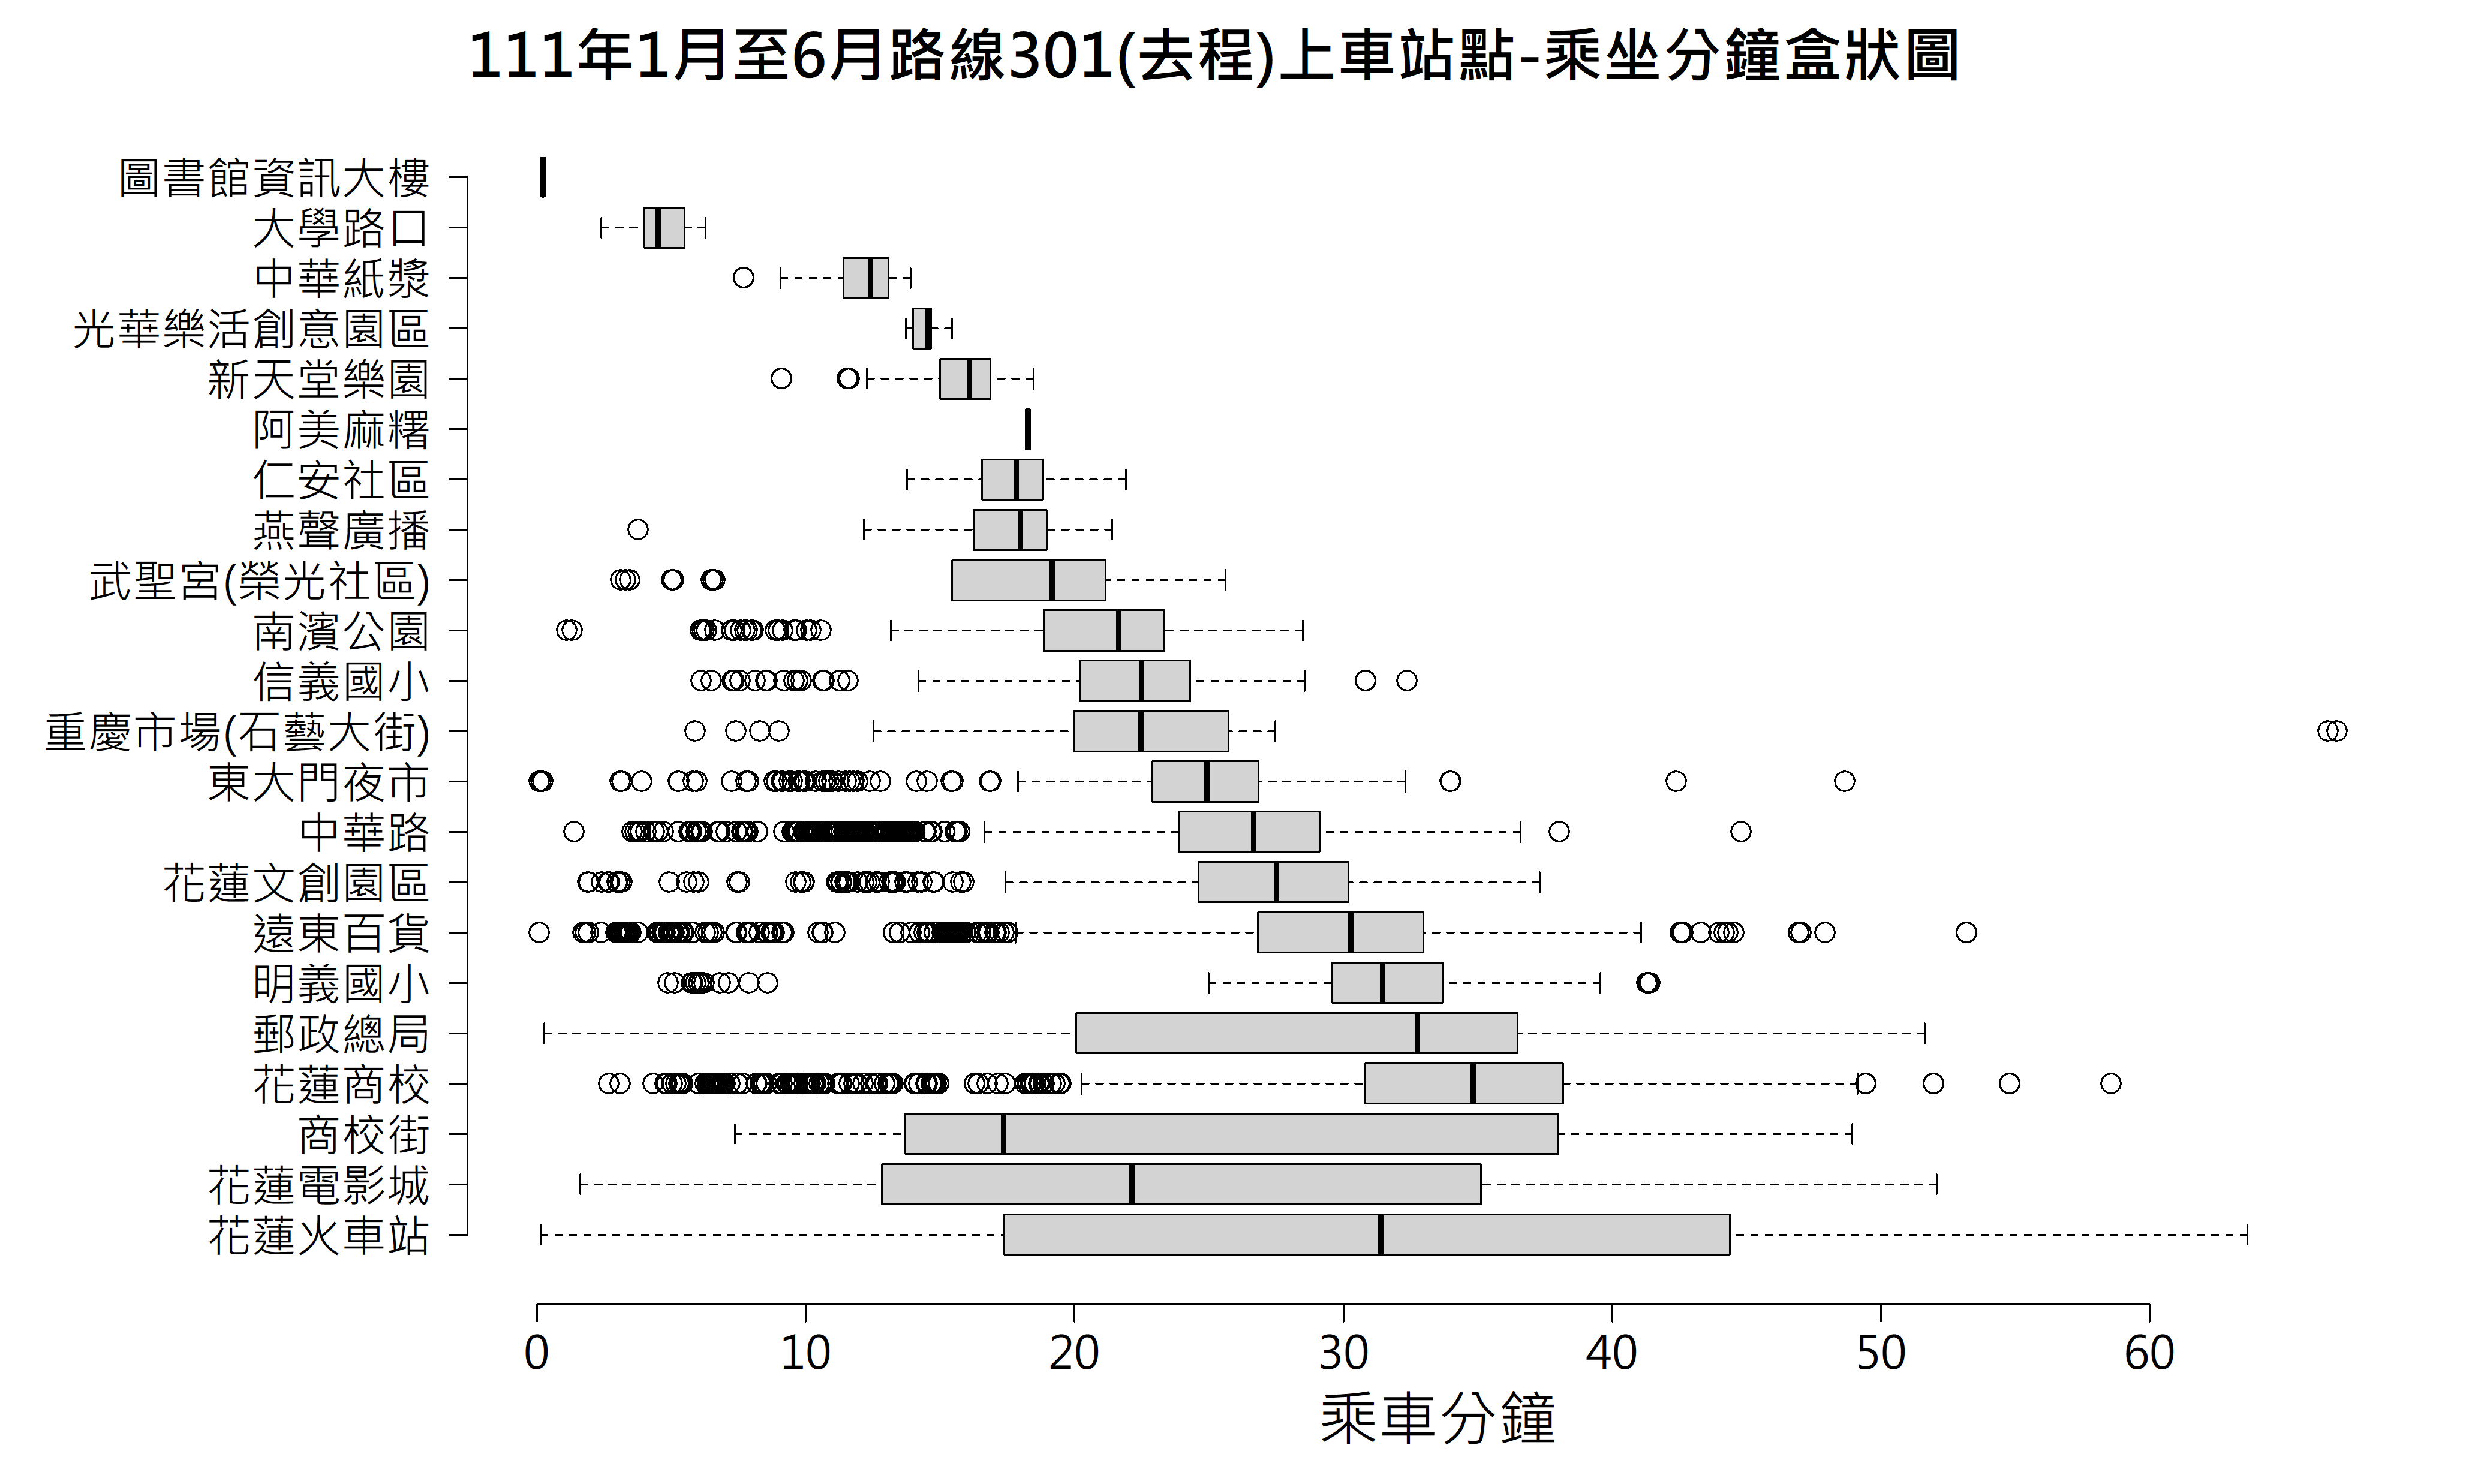 111年1月至6月路線301(去程)上車站點-乘坐分鐘盒狀圖
圖書館資訊大樓
大學路口
中華紙漿
光華樂活創意園區
新天堂樂園
阿美麻糬
仁安社區
燕聲廣播
武聖宮(榮光社區)
南濱公園
信義國小
重慶市場(石藝大街)
東大門夜市
中華路
花蓮文創園區
遠東百貨
明義國小
郵政總局
花蓮商校
商校街
花蓮電影城
花蓮火車站
0 10 20 30 40 50 60
乘車分鐘